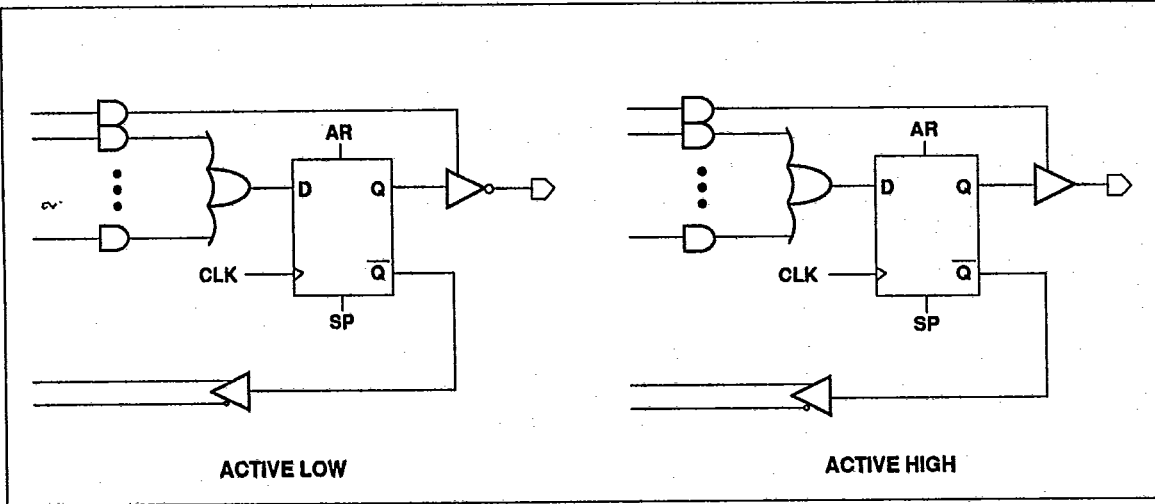 AR
D Q
CLK Q̅
SP
ACTIVE LOW
AR
D Q
CLK Q̅
SP
ACTIVE HIGH